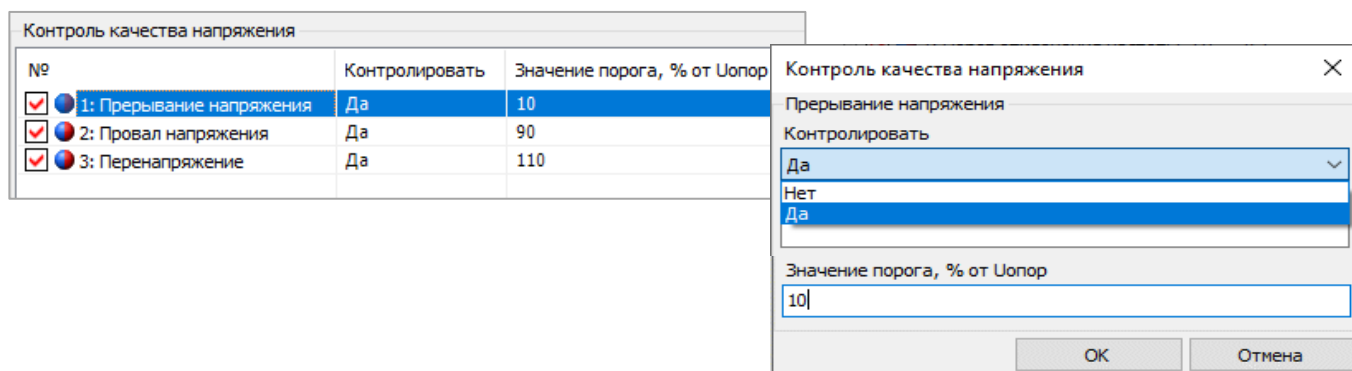 Контроль качества напряжения
№ Контролировать Значение порога, % от Uопор
1: Прерывание напряжения Да 10
2: Провал напряжения Да 90
3: Перенапряжение Да 110
Контроль качества напряжения
Прерывание напряжения
Контролировать
Да
Нет
Да
Значение порога, % от Uопор
10
ОК Отмена